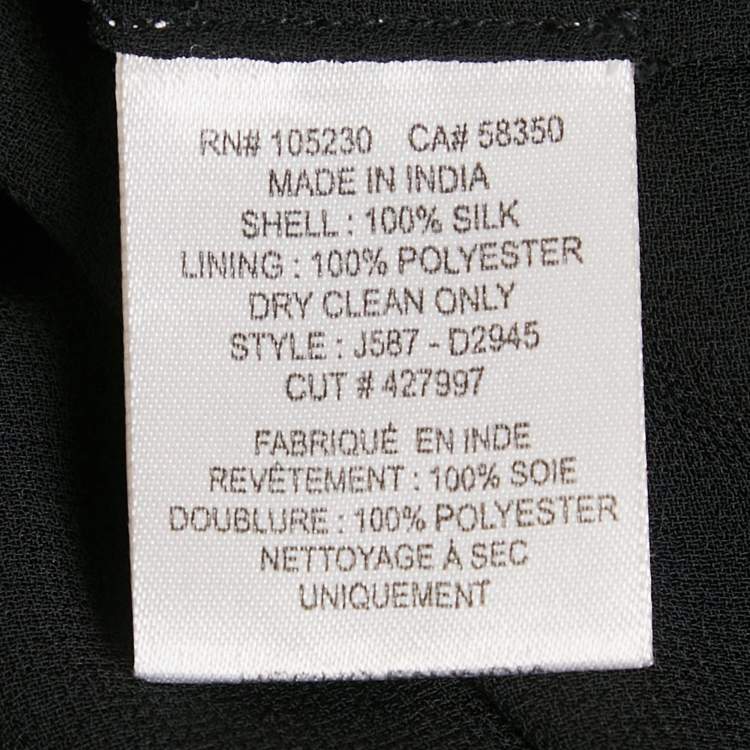 RN# 105230 CA# 58350
MADE IN INDIA
SHELL : 100% SILK
LINING : 100% POLYESTER
DRY CLEAN ONLY
STYLE : J587 - D2945
CUT # 427997
FABRIQUÉ EN INDE
REVÊTEMENT : 100% SOIE
DOUBLURE : 100% POLYESTER
NETTOYAGE À SEC
UNIQUEMENT